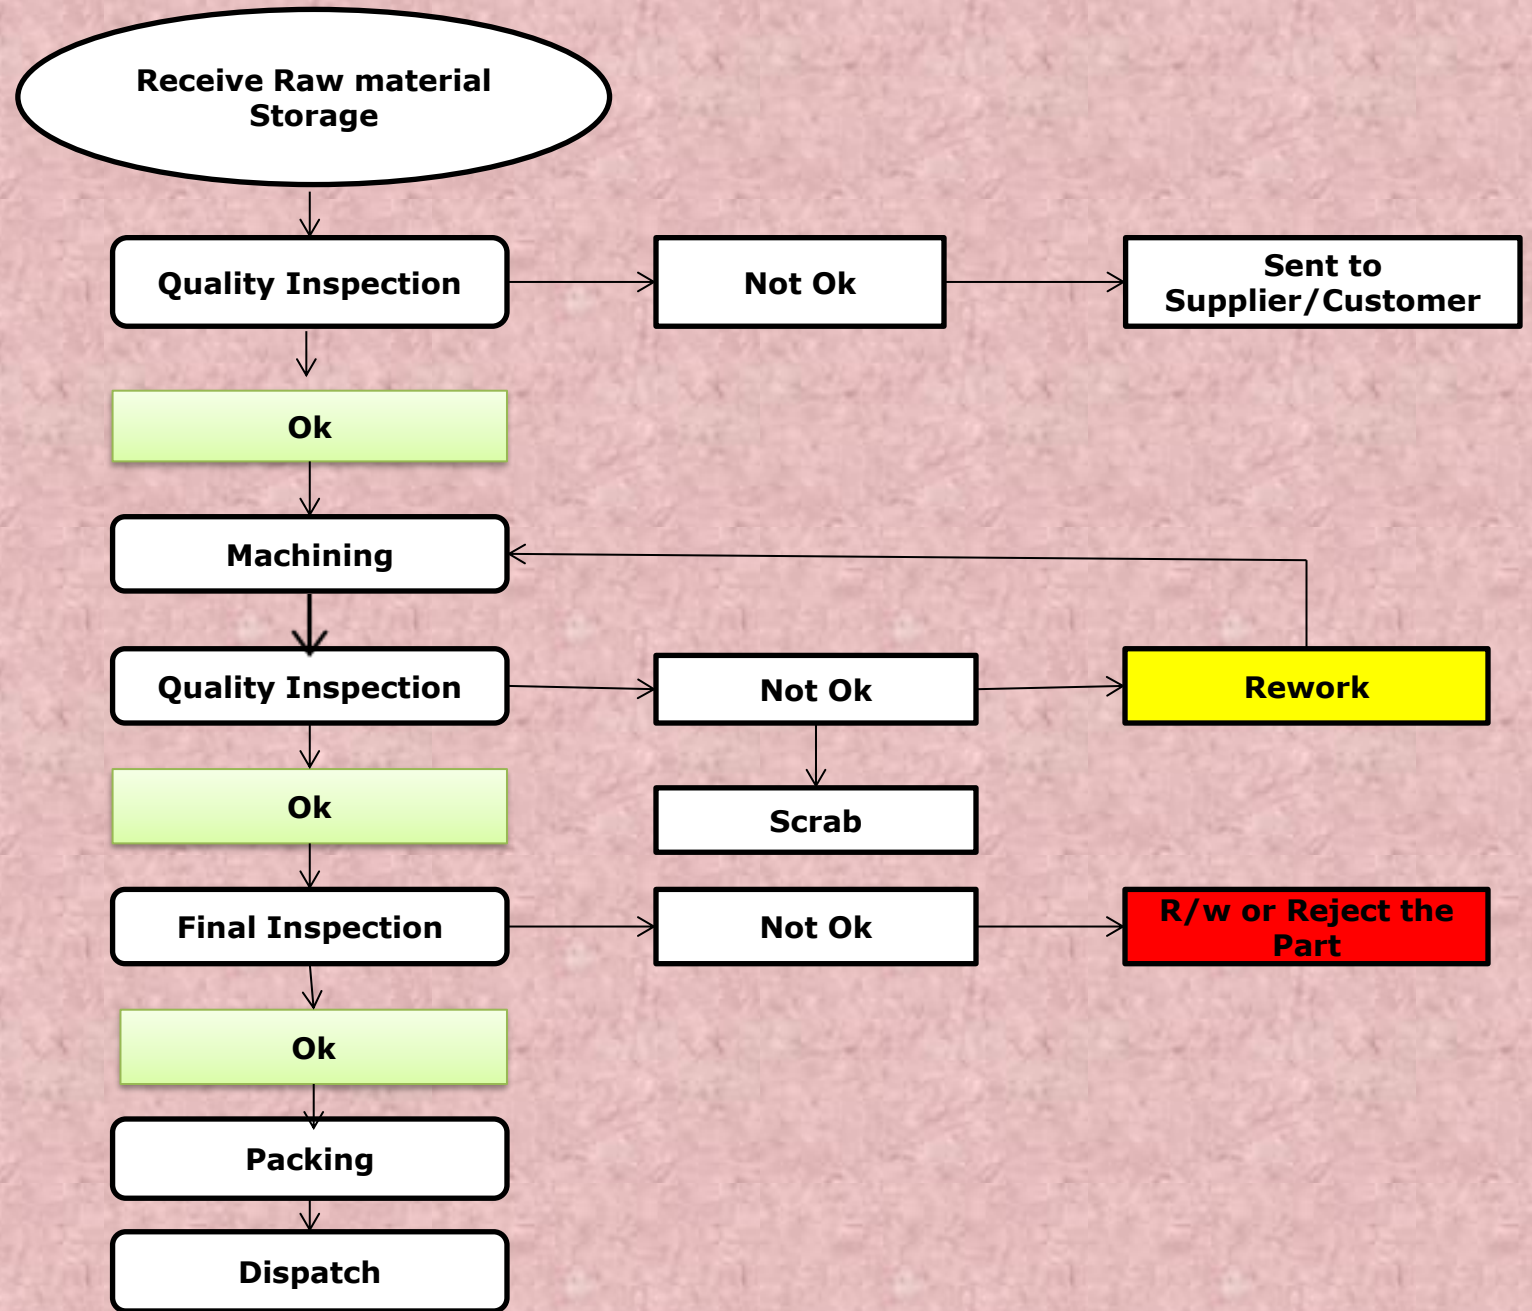 Receive Raw material
Storage
Quality Inspection
Not Ok
Sent to
Supplier/Customer
Ok
Machining
Quality Inspection
Not Ok
Rework
Ok
Scrab
Final Inspection
Not Ok
R/w or Reject the
Part
Ok
Packing
Dispatch